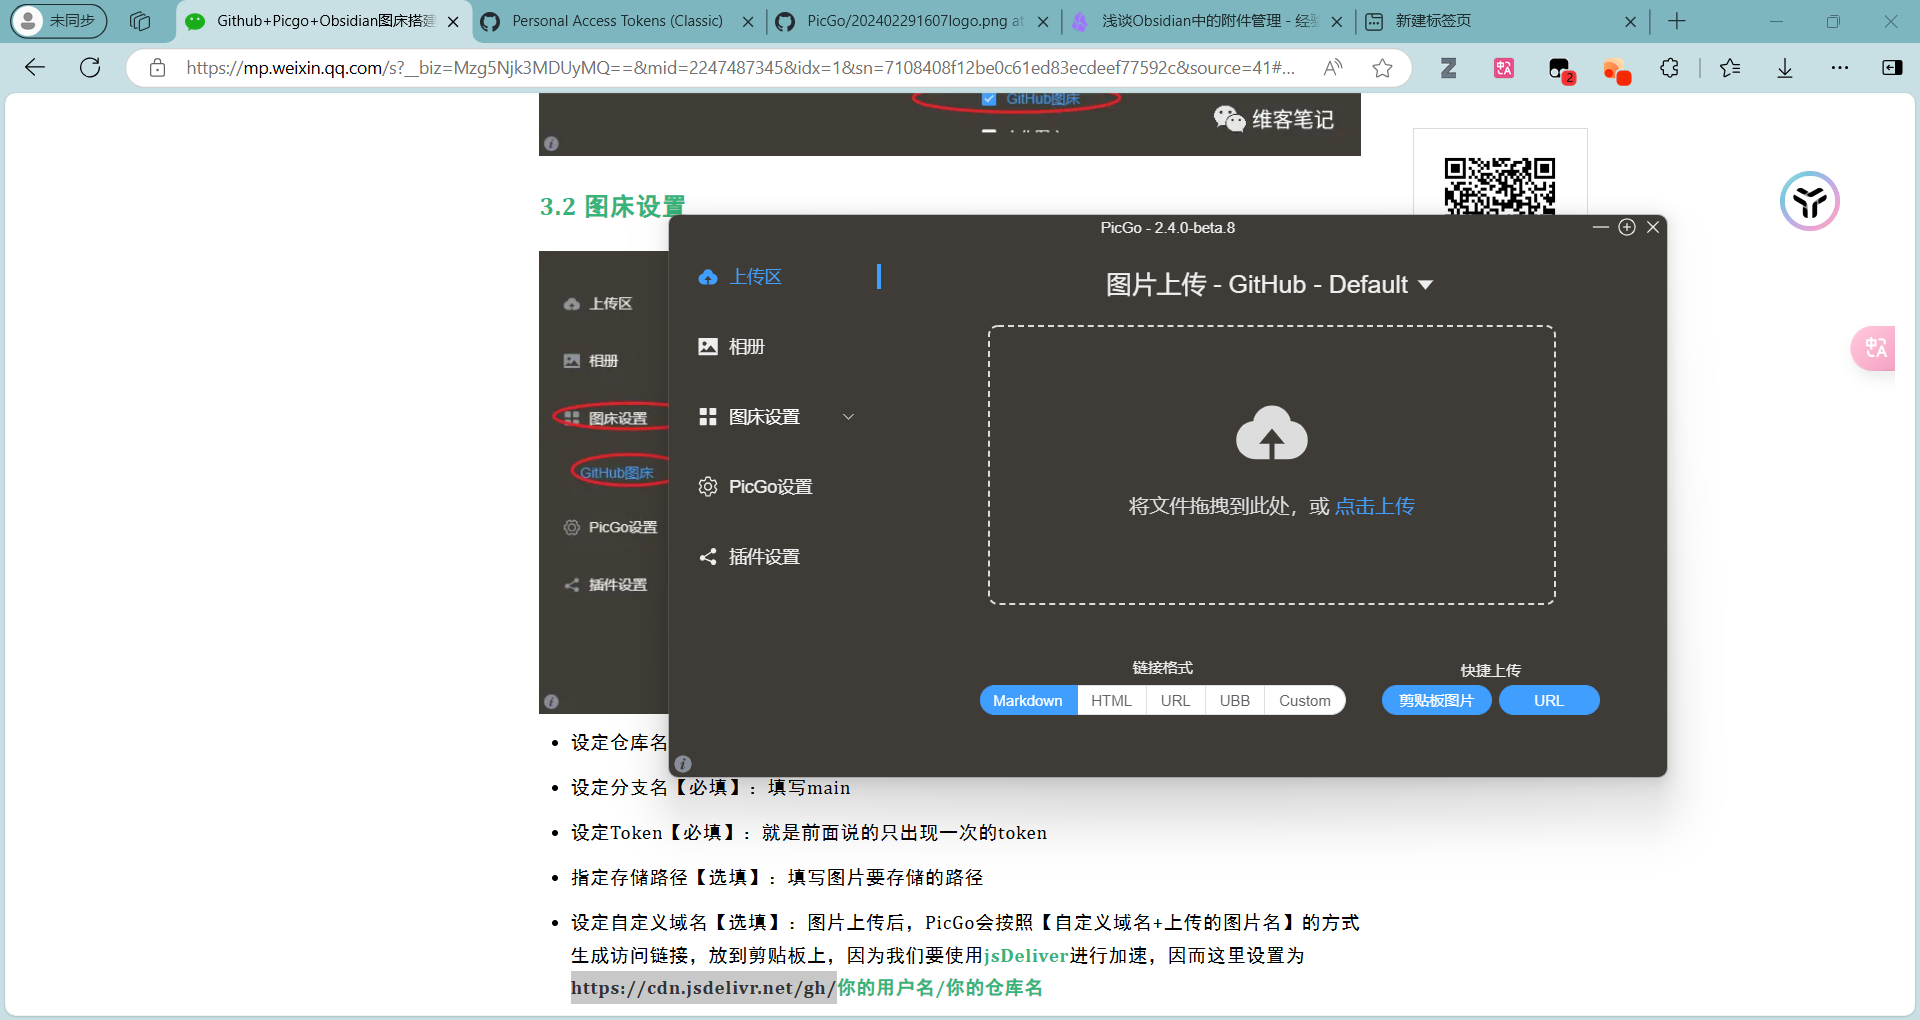 未同步
Github+Picgo+Obsidian图床搭建
Personal Access Tokens (Classic)
PicGo/202402291607logo.png at
浅谈Obsidian中的附件管理 - 经验
新建标签页
https://mp.weixin.qq.com/s?__biz=Mzg5Njk3MDUyMQ==&mid=2247487345&idx=1&sn=7108408f12be0c61ed83ecdeef77592c&source=41#...
2
GitHub图床
维客笔记
3.2 图床设置
上传区
相册
图床设置
GitHub图床
PicGo设置
插件设置
PicGo - 2.4.0-beta.8
上传区
相册
图床设置
PicGo设置
插件设置
图片上传 - GitHub - Default
将文件拖拽到此处，或 点击上传
链接格式
Markdown HTML URL UBB Custom
快捷上传
剪贴板图片 URL
设定仓库名
设定分支名【必填】：填写main
设定Token【必填】：就是前面说的只出现一次的token
指定存储路径【选填】：填写图片要存储的路径
设定自定义域名【选填】：图片上传后，PicGo会按照【自定义域名+上传的图片名】的方式
生成访问链接，放到剪贴板上，因为我们要使用jsDeliver进行加速，因而这里设置为
https://cdn.jsdelivr.net/gh/你的用户名/你的仓库名